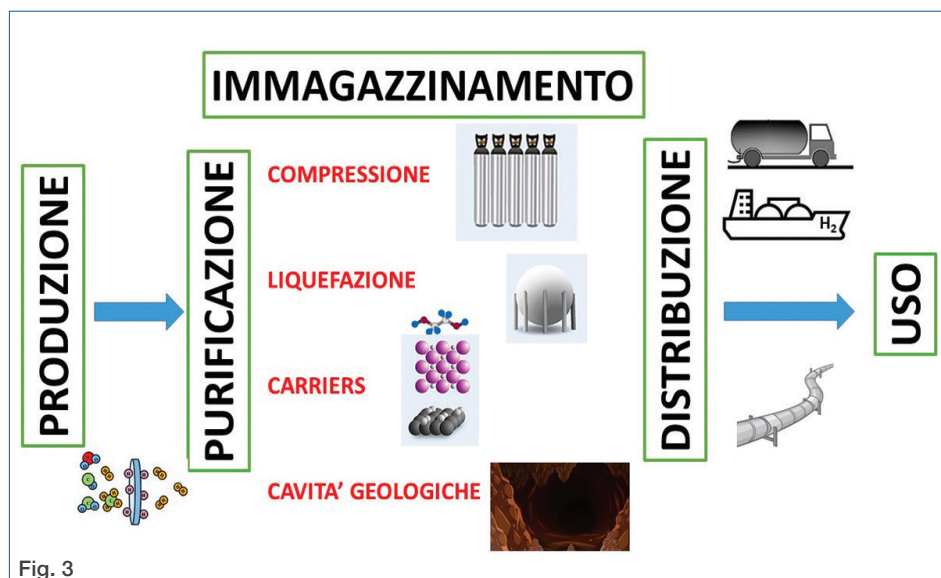 IMMAGAZZINAMENTO
PRODUZIONE
PURIFICAZIONE
COMPRESSIONE
LIQUEFAZIONE
CARRIERS
CAVITA' GEOLOGICHE
DISTRIBUZIONE
H2
USO
Fig. 3